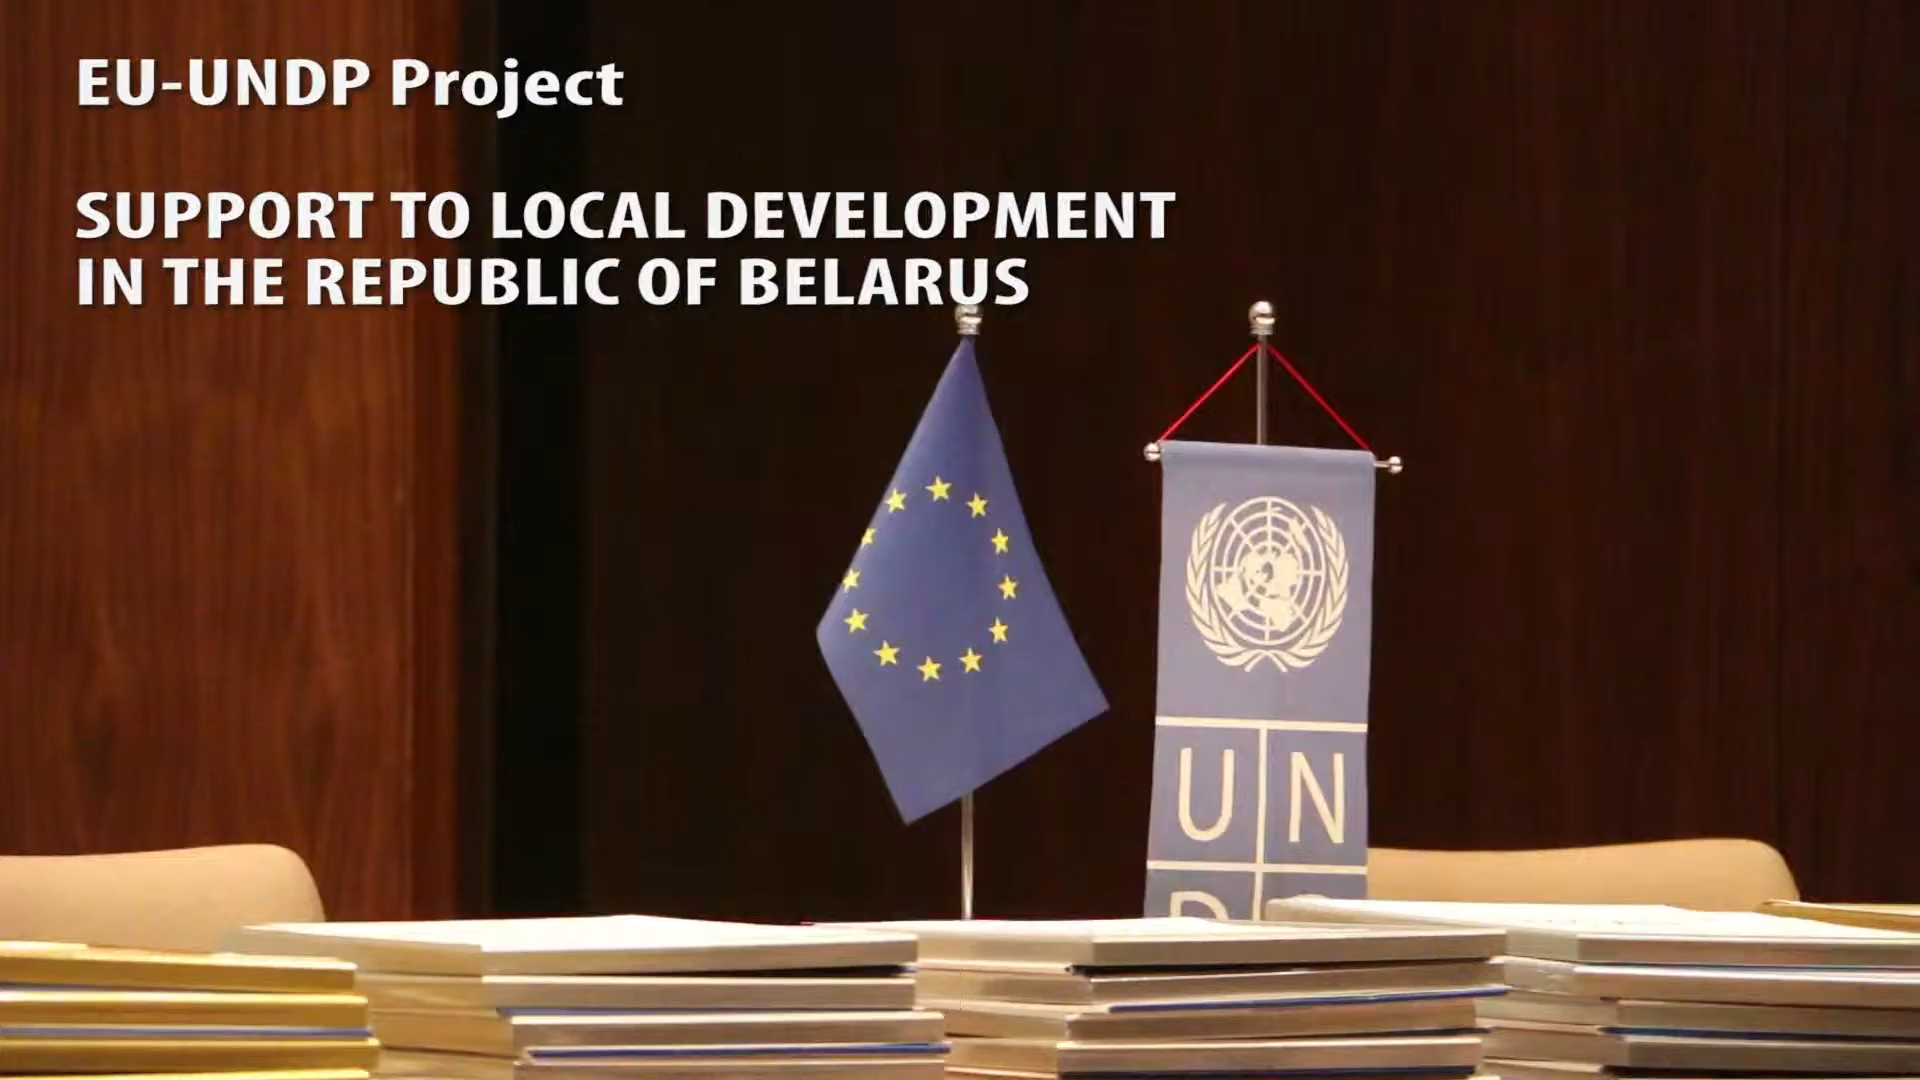 EU-UNDP Project
SUPPORT TO LOCAL DEVELOPMENT
IN THE REPUBLIC OF BELARUS
U N
D P